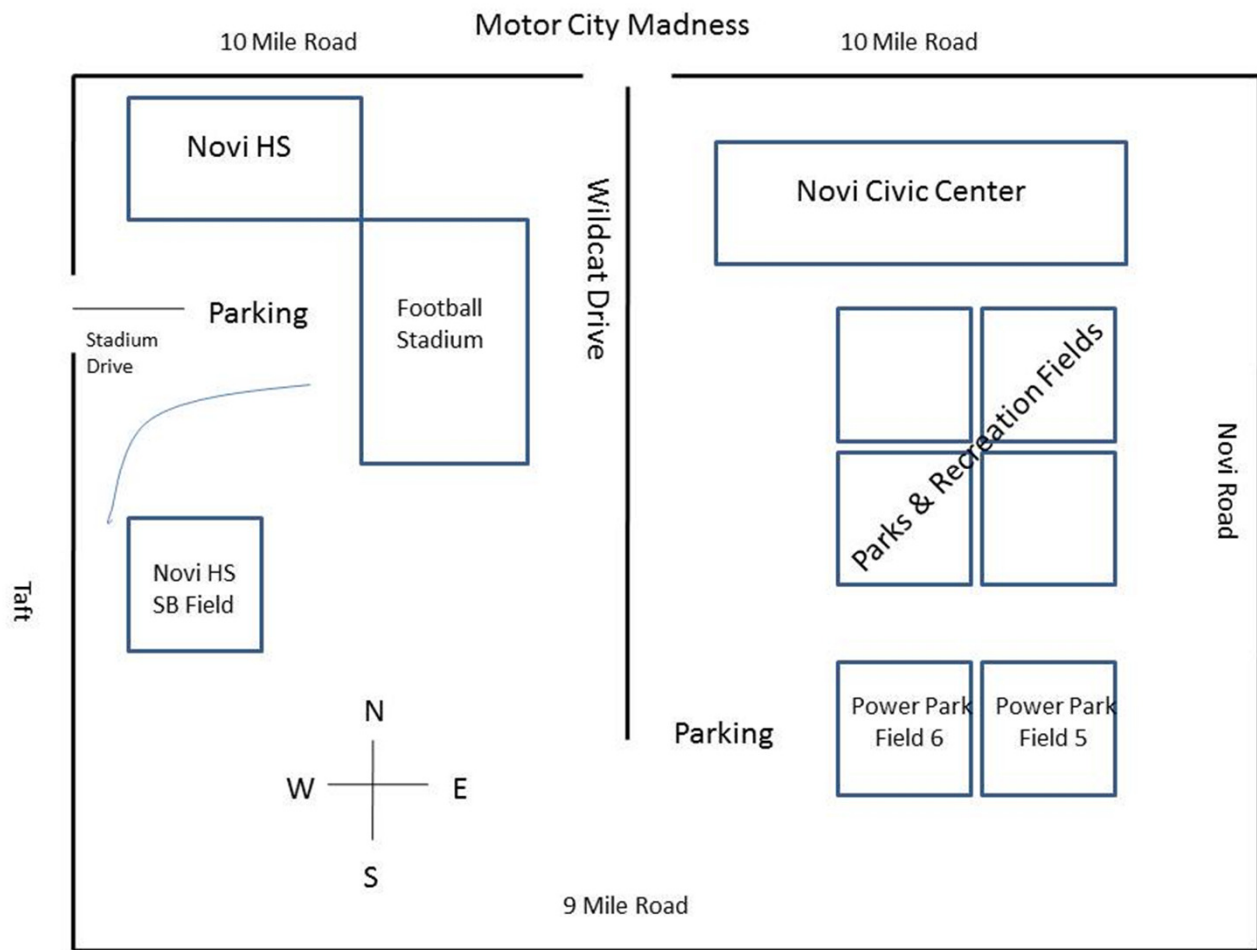 Motor City Madness
10 Mile Road
10 Mile Road
Novi HS
Wildcat Drive
Novi Civic Center
Parking
Stadium
Drive
Football
Stadium
Parks & Recreation Fields
Novi Road
Taft
Novi HS
SB Field
N
W
E
S
Parking
Power Park
Field 6
Power Park
Field 5
9 Mile Road